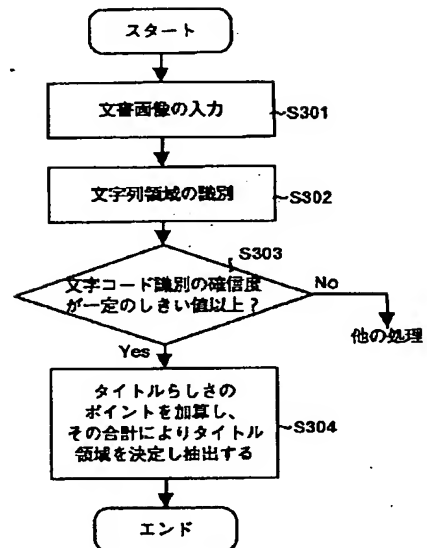 スタート
文書画像の入力
S301
文字列領域の識別
S302
S303
文字コード識別の確信度
が一定のしきい値以上？
No
他の処理
Yes
タイトルらしさの
ポイントを加算し、
その合計によりタイトル
領域を決定し抽出する
S304
エンド